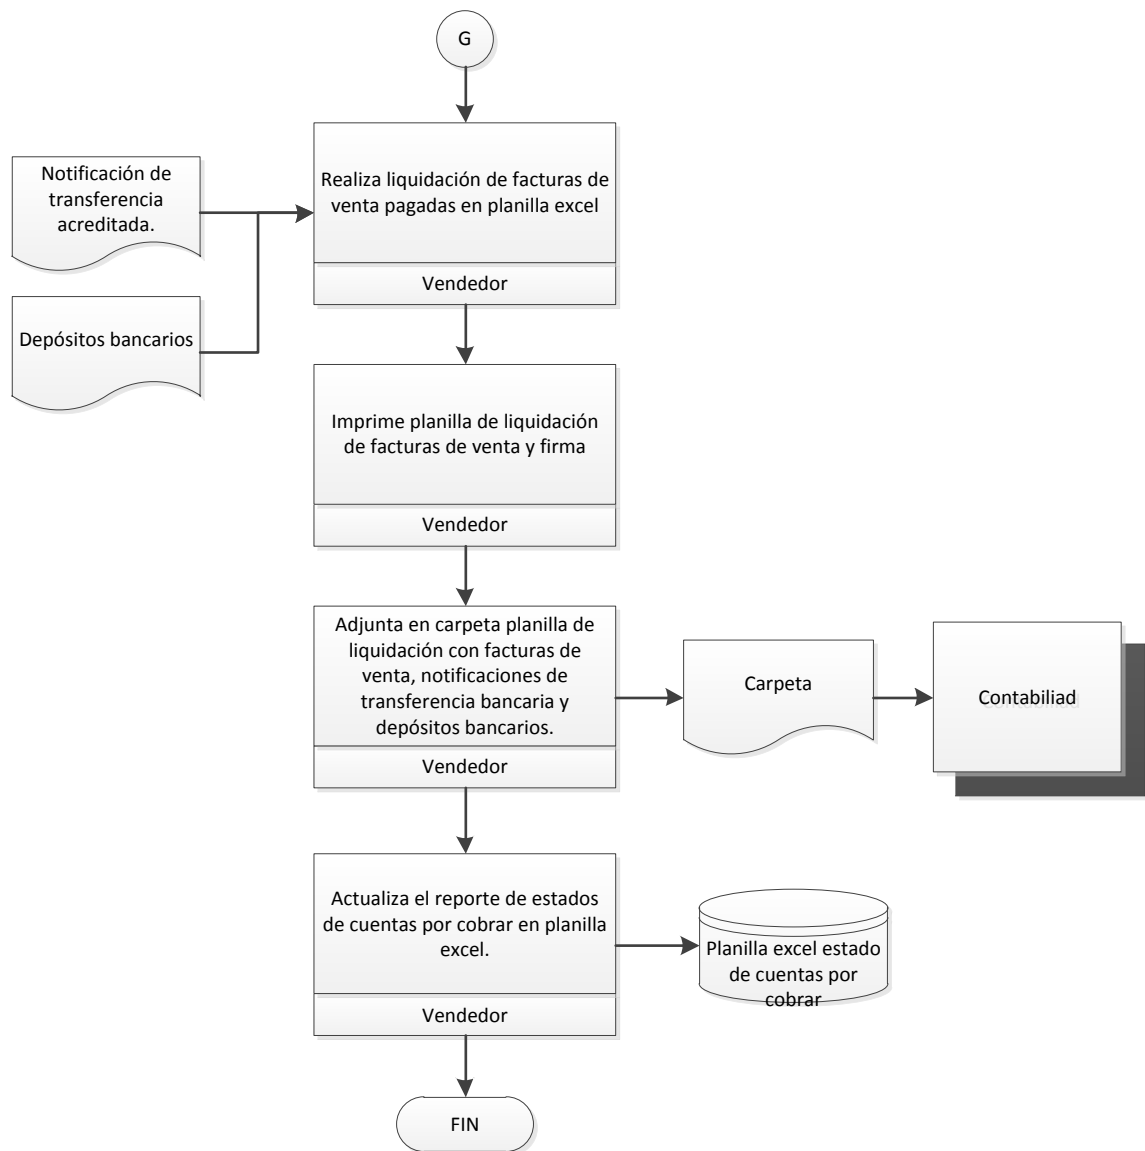 G
Notificación de
transferencia
acreditada.
Realiza liquidación de facturas de
venta pagadas en planilla excel
Vendedor
Depósitos bancarios
Imprime planilla de liquidación
de facturas de venta y firma
Vendedor
Adjunta en carpeta planilla de
liquidación con facturas de
venta, notificaciones de
transferencia bancaria y
depósitos bancarios.
Vendedor
Carpeta
Contabiliad
Actualiza el reporte de estados
de cuentas por cobrar en planilla
excel.
Vendedor
Planilla excel estado
de cuentas por
cobrar
FIN